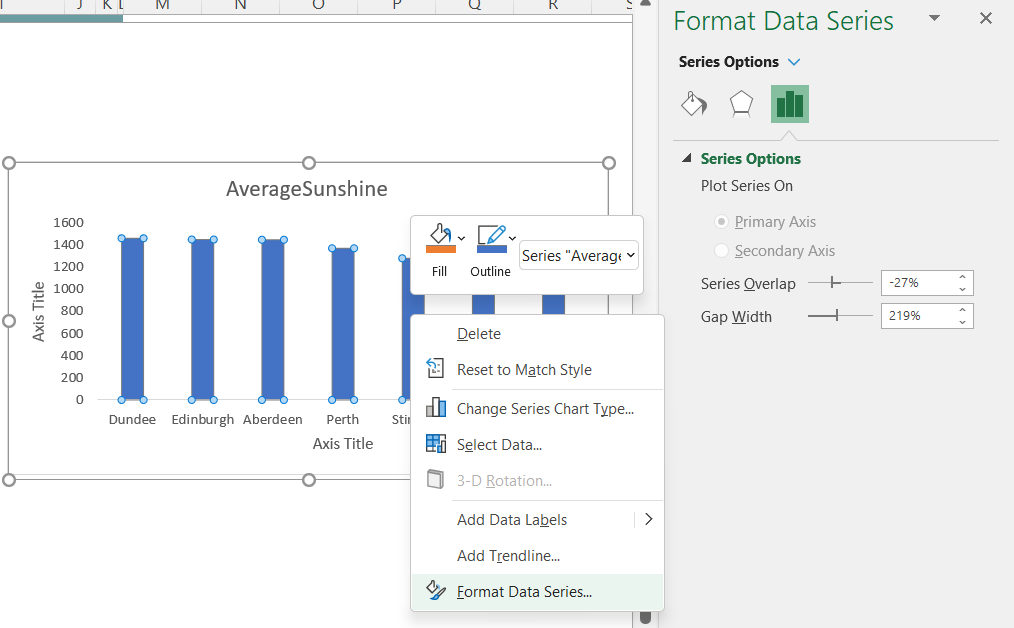 J K L M N O P Q R S
Format Data Series
Series Options
Series Options
Plot Series On
Primary Axis
Secondary Axis
Series Overlap -27%
Gap Width 219%
AverageSunshine
1600
1400
1200
1000
800
600
400
200
0
Axis Title
Dundee Edinburgh Aberdeen Perth Sti
Axis Title
Fill Outline Series "Average
Delete
Reset to Match Style
Change Series Chart Type...
Select Data...
3-D Rotation...
Add Data Labels
Add Trendline...
Format Data Series...